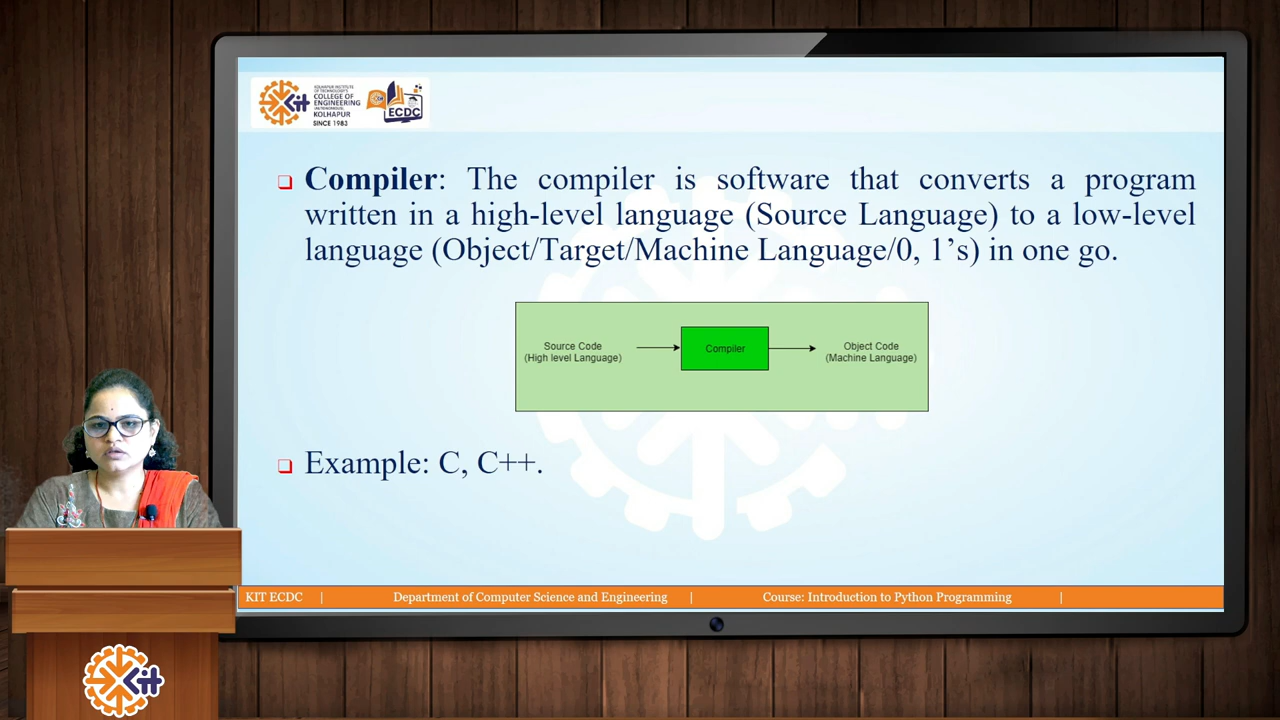 KOLHAPUR INSTITUTE
OF TECHNOLOGY'S
COLLEGE OF
ENGINEERING
(AUTONOMOUS),
KOLHAPUR
SINCE 1983
Kit
ECDC
❑ Compiler: The compiler is software that converts a program
written in a high-level language (Source Language) to a low-level
language (Object/Target/Machine Language/0, 1’s) in one go.
Source Code
(High level Language)
Compiler
Object Code
(Machine Language)
❑ Example: C, C++.
KIT ECDC | Department of Computer Science and Engineering | Course: Introduction to Python Programming |
Kit